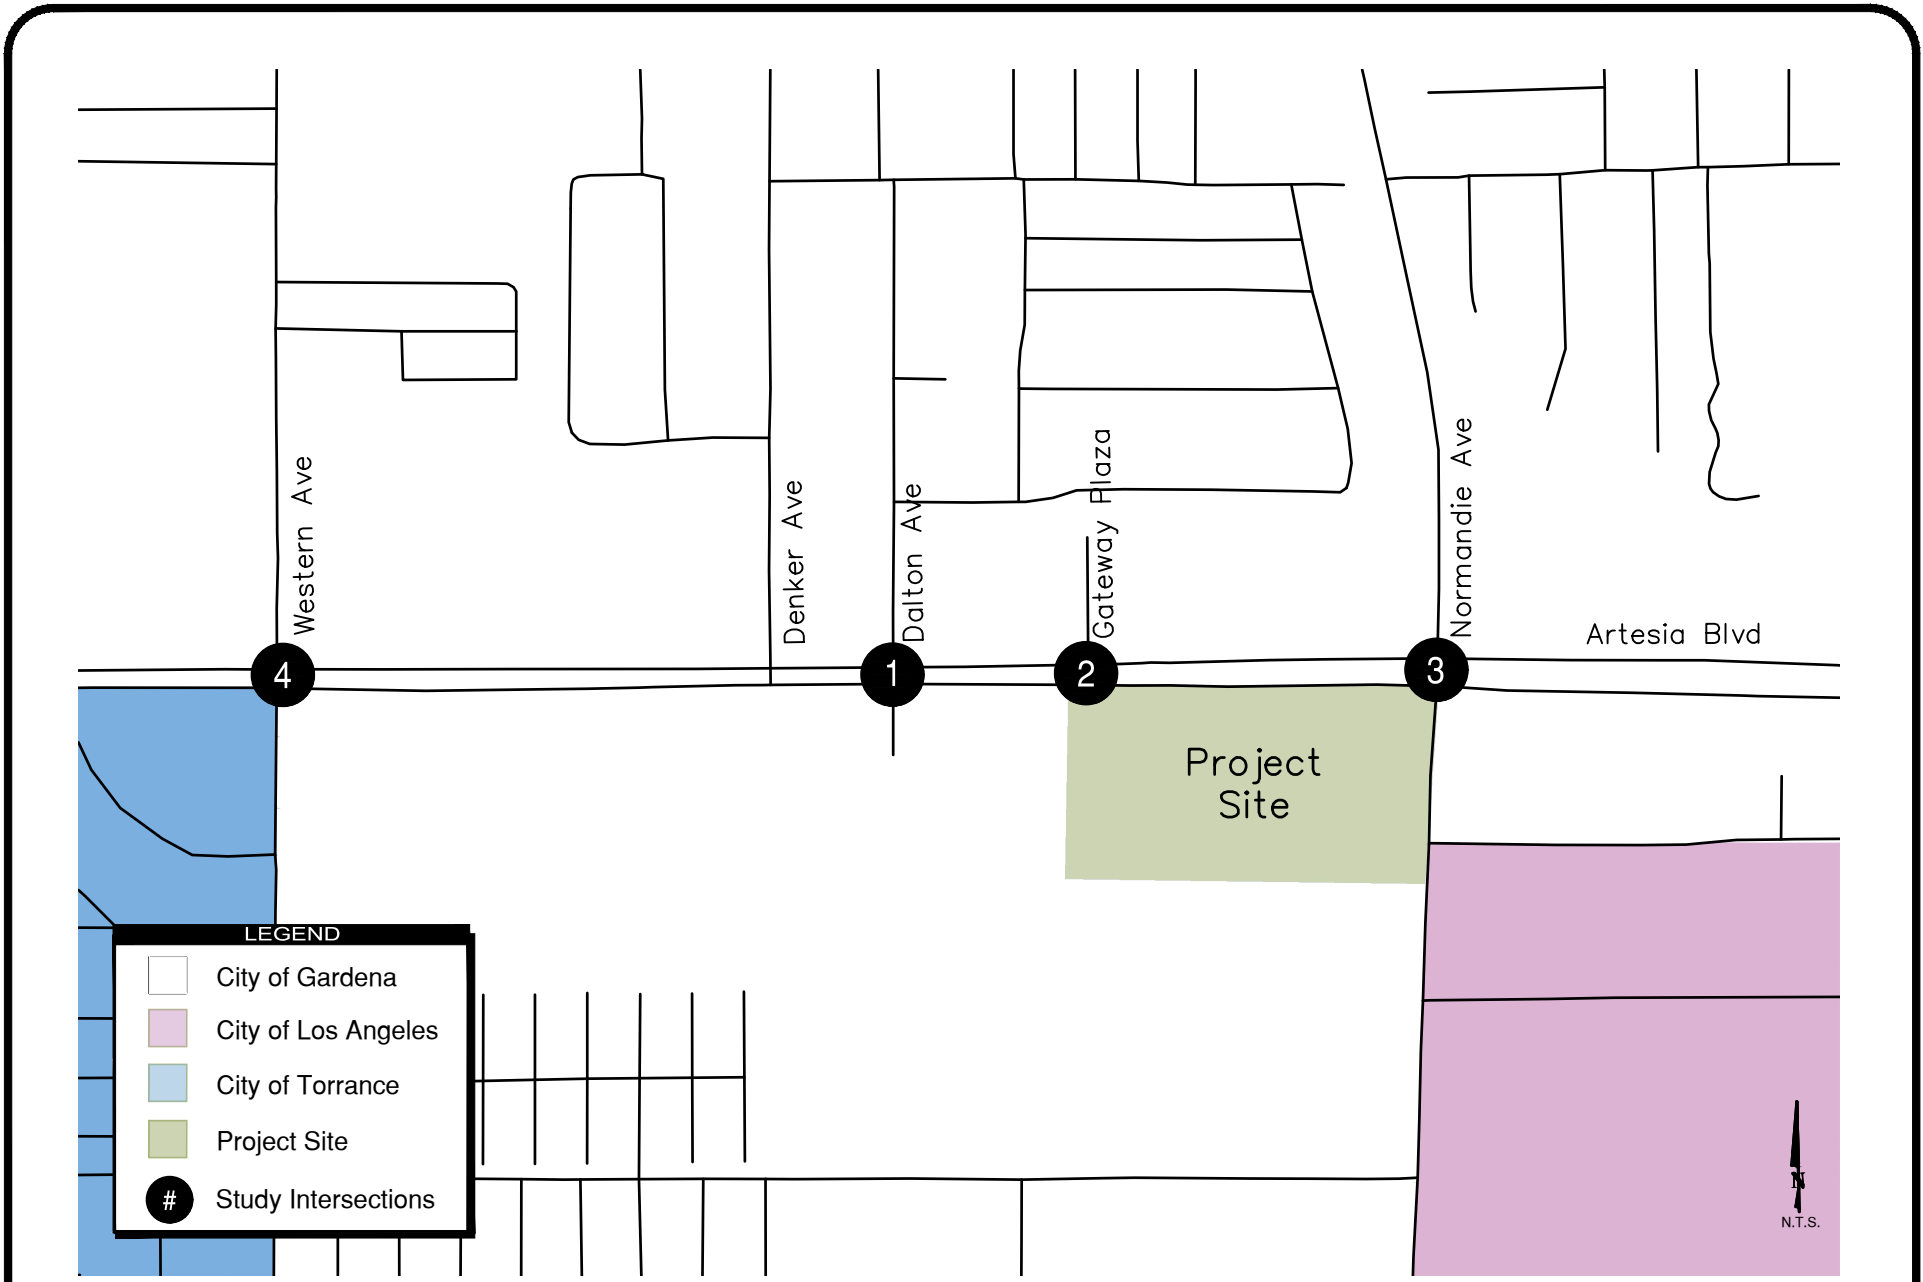 Western Ave
Denker Ave
Dalton Ave
Gateway Plaza
Normandie Ave
Artesia Blvd
4
1
2
3
Project
Site
LEGEND
City of Gardena
City of Los Angeles
City of Torrance
Project Site
# Study Intersections
N
N.T.S.